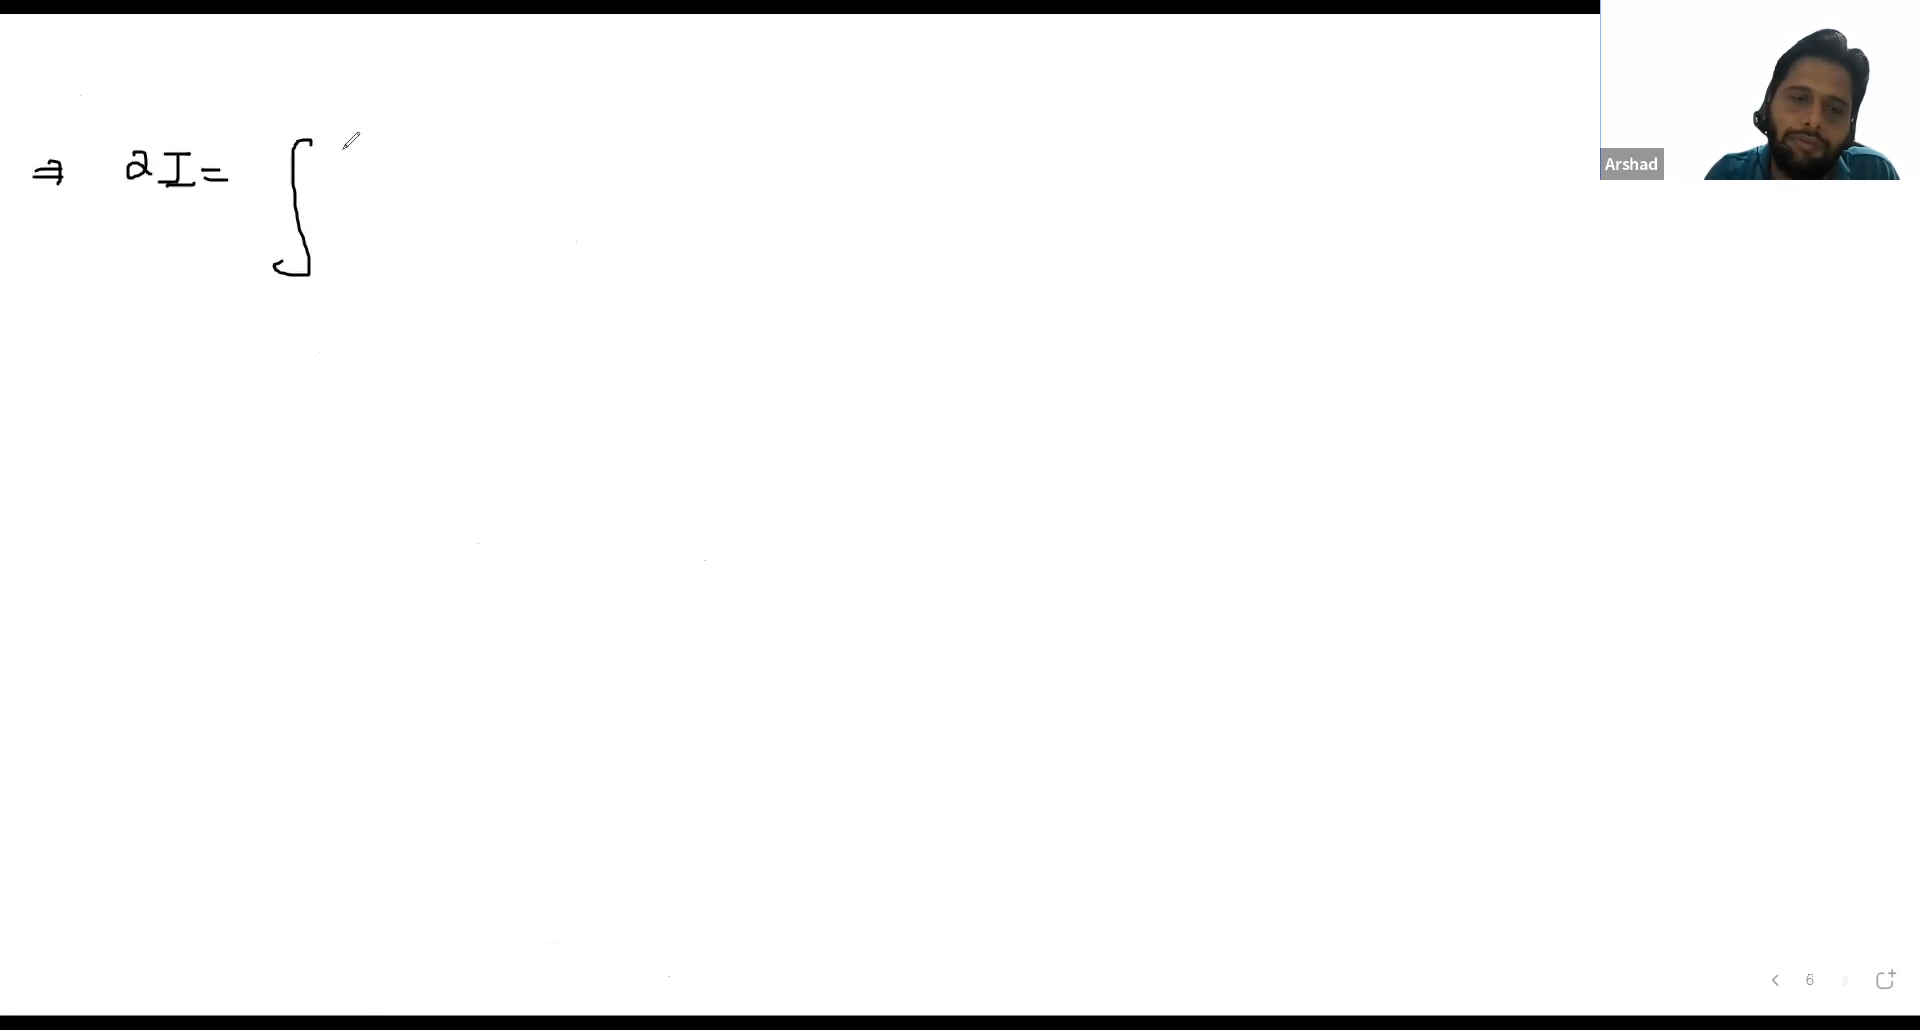 ⇒ 2I = ∫
Arshad
6